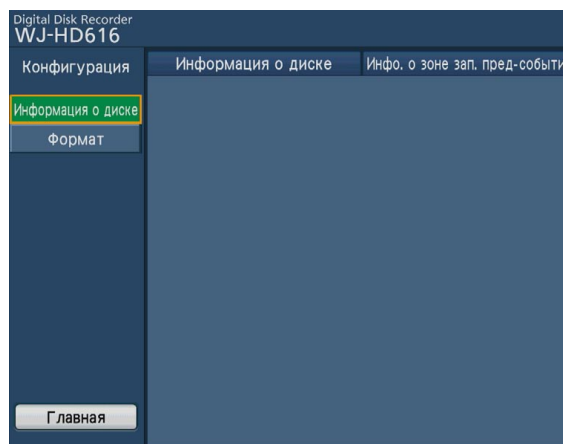 Digital Disk Recorder
WJ-HD616
Конфигурация
Информация о диске
Инфо. о зоне зап. пред-событи
Информация о диске
Формат
Главная